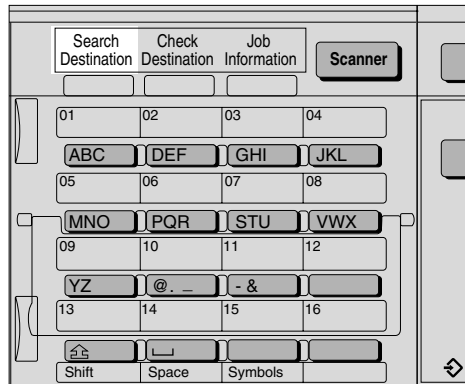 Search Destination Check Destination Job Information Scanner
01 02 03 04
ABC DEF GHI JKL
05 06 07 08
MNO PQR STU VWX
09 10 11 12
YZ @. _ - &
13 14 15 16
Shift Space Symbols